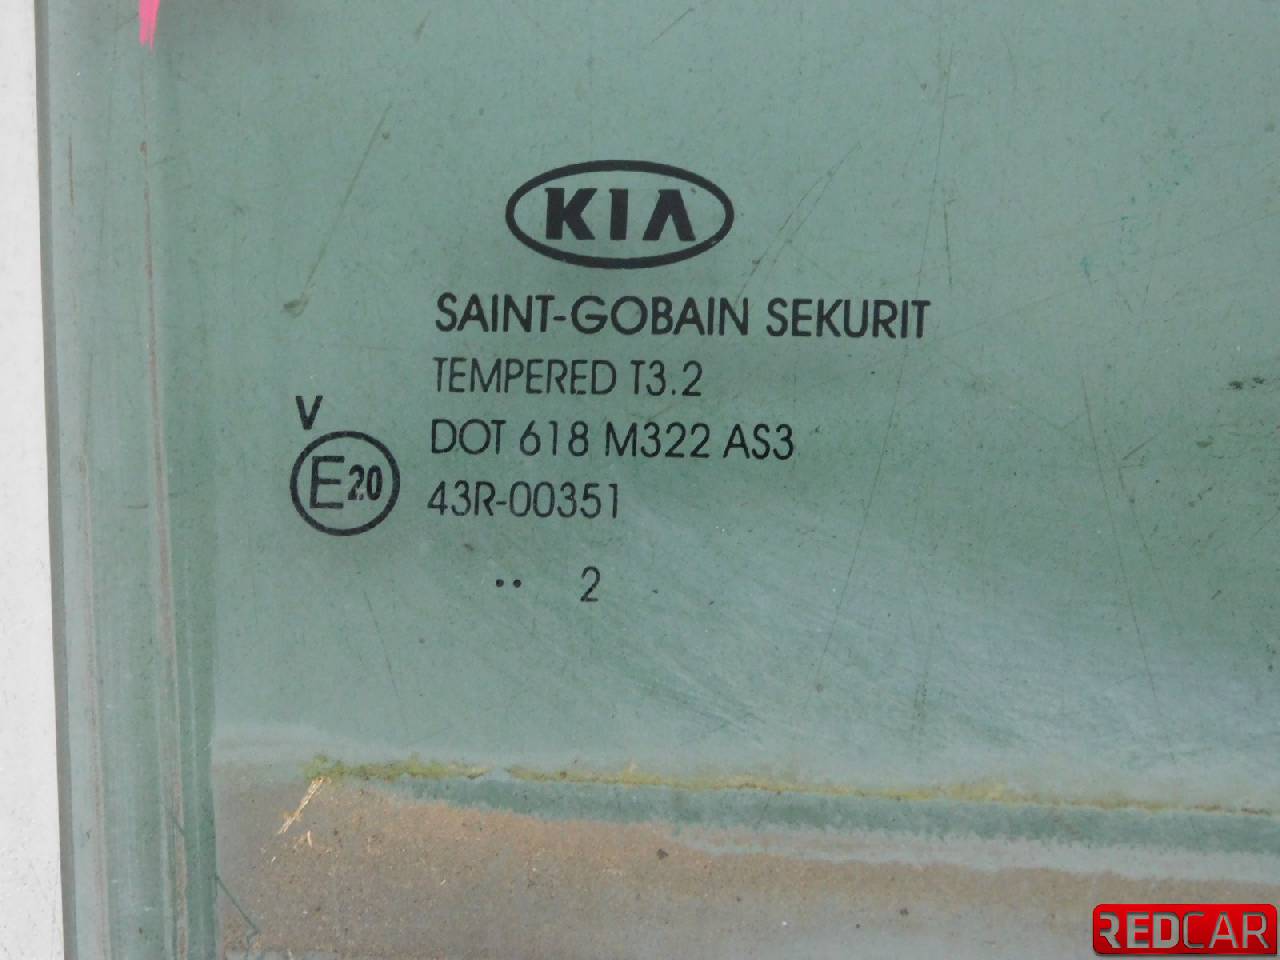 KIA
SAINT-GOBAIN SEKURIT
TEMPERED T3.2
V
DOT 618 M322 AS3
E20
43R-00351
.. 2
REDCAR